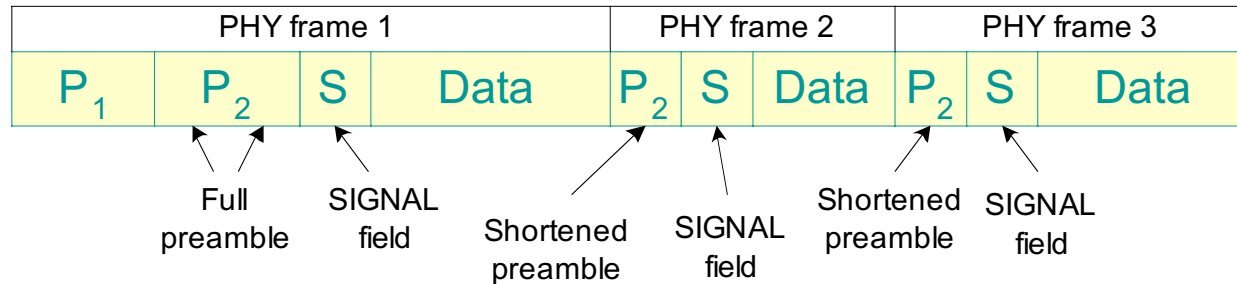 PHY frame 1 PHY frame 2 PHY frame 3
P1 P2 S Data P2 S Data P2 S Data
Full
preamble
SIGNAL
field
Shortened
preamble
SIGNAL
field
Shortened
preamble
SIGNAL
field